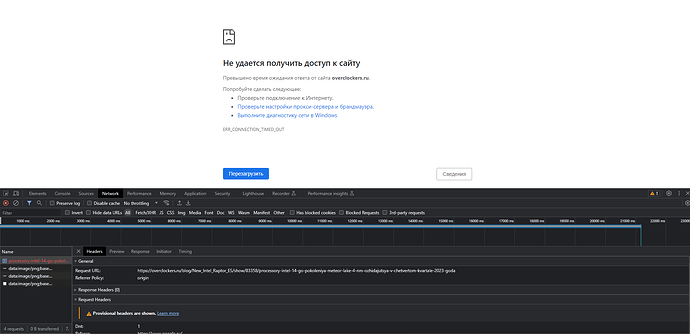 Не удается получить доступ к сайту
Превышено время ожидания ответа от сайта overclockers.ru.
Попробуйте сделать следующее:
Проверьте подключение к Интернету.
Проверьте настройки прокси-сервера и брандмауэра.
Выполните диагностику сети в Windows
ERR_CONNECTION_TIMED_OUT
Перезагрузить Сведения
Elements Console Sources Network Performance Memory Application Security Lighthouse Recorder Performance insights 1
Preserve log Disable cache No throttling
Filter Invert Hide data URLs All Fetch/XHR JS CSS Img Media Font Doc WS Wasm Manifest Other Has blocked cookies Blocked Requests 3rd-party requests
1000 ms 2000 ms 3000 ms 4000 ms 5000 ms 6000 ms 7000 ms 8000 ms 9000 ms 10000 ms 11000 ms 12000 ms 13000 ms 14000 ms 15000 ms 16000 ms 17000 ms 18000 ms 19000 ms 20000 ms 21000 ms 22000 ms
Name Headers Preview Response Initiator Timing
processory-intel-14-go-pokol...
General
data:image/png;base...
Request URL: https://overclockers.ru/blog/New_Intel_Raptor_ES/show/83358/processory-intel-14-go-pokoleniya-meteor-lake-4-nm-ozhidajutsya-v-chetvertom-kvartale-2023-goda
data:image/png;base...
Referrer Policy: origin
data:image/png;base...
Response Headers (0)
Request Headers
Provisional headers are shown. Learn more
Dnt: 1
4 requests 0 B transferred